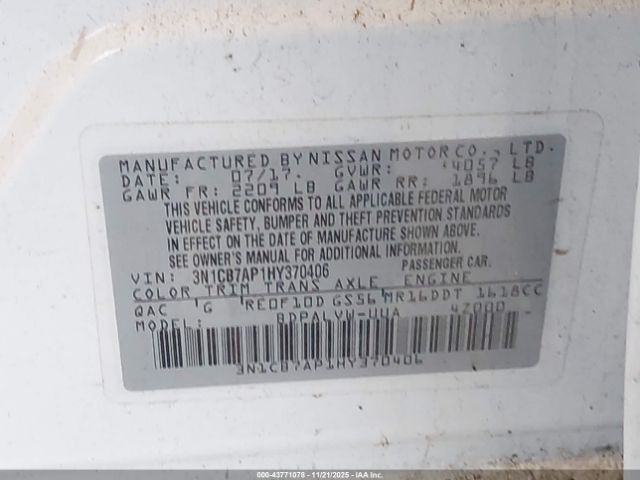 MANUFACTURED BY NISSAN MOTOR CO., LTD.
DATE: 07/17. GVWR: 4057 LB
GAWR FR: 2209 LB GAWR RR: 1896 LB
THIS VEHICLE CONFORMS TO ALL APPLICABLE FEDERAL MOTOR
VEHICLE SAFETY, BUMPER AND THEFT PREVENTION STANDARDS
IN EFFECT ON THE DATE OF MANUFACTURE SHOWN ABOVE.
SEE OWNER'S MANUAL FOR ADDITIONAL INFORMATION.
VIN: 3N1CB7AP1HY370406 PASSENGER CAR.
COLOR TRIM TRANS AXLE ENGINE
QAC G RE0F10D GS56 MR16DDT 1618CC
MODEL: BDPALVW-UUA 4Z000
3N1CB7AP1HY370406
000-43771078 - 11/21/2025 - COPART.COM